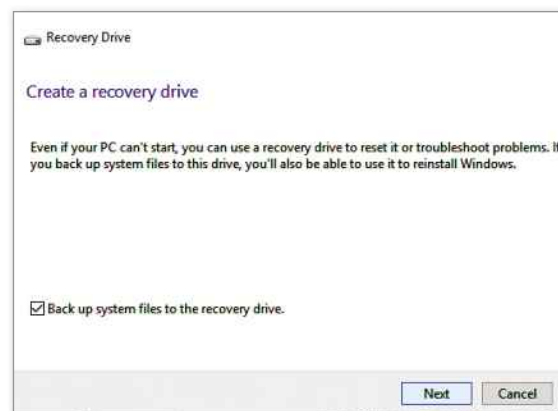 Recovery Drive
Create a recovery drive
Even if your PC can't start, you can use a recovery drive to reset it or troubleshoot problems. If
you back up system files to this drive, you'll also be able to use it to reinstall Windows.
Back up system files to the recovery drive.
Next Cancel